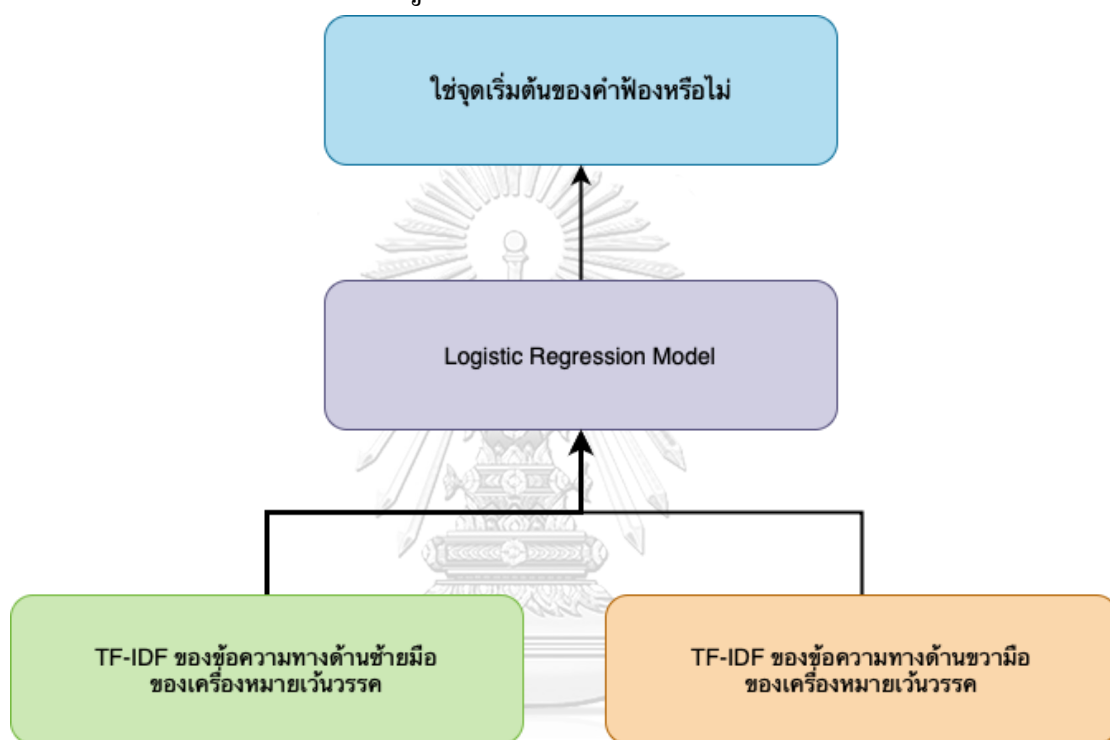 ใช่จุดเริ่มต้นของคำฟ้องหรือไม่
Logistic Regression Model
TF-IDF ของข้อความทางด้านซ้ายมือ
ของเครื่องหมายเว้นวรรค
TF-IDF ของข้อความทางด้านขวามือ
ของเครื่องหมายเว้นวรรค